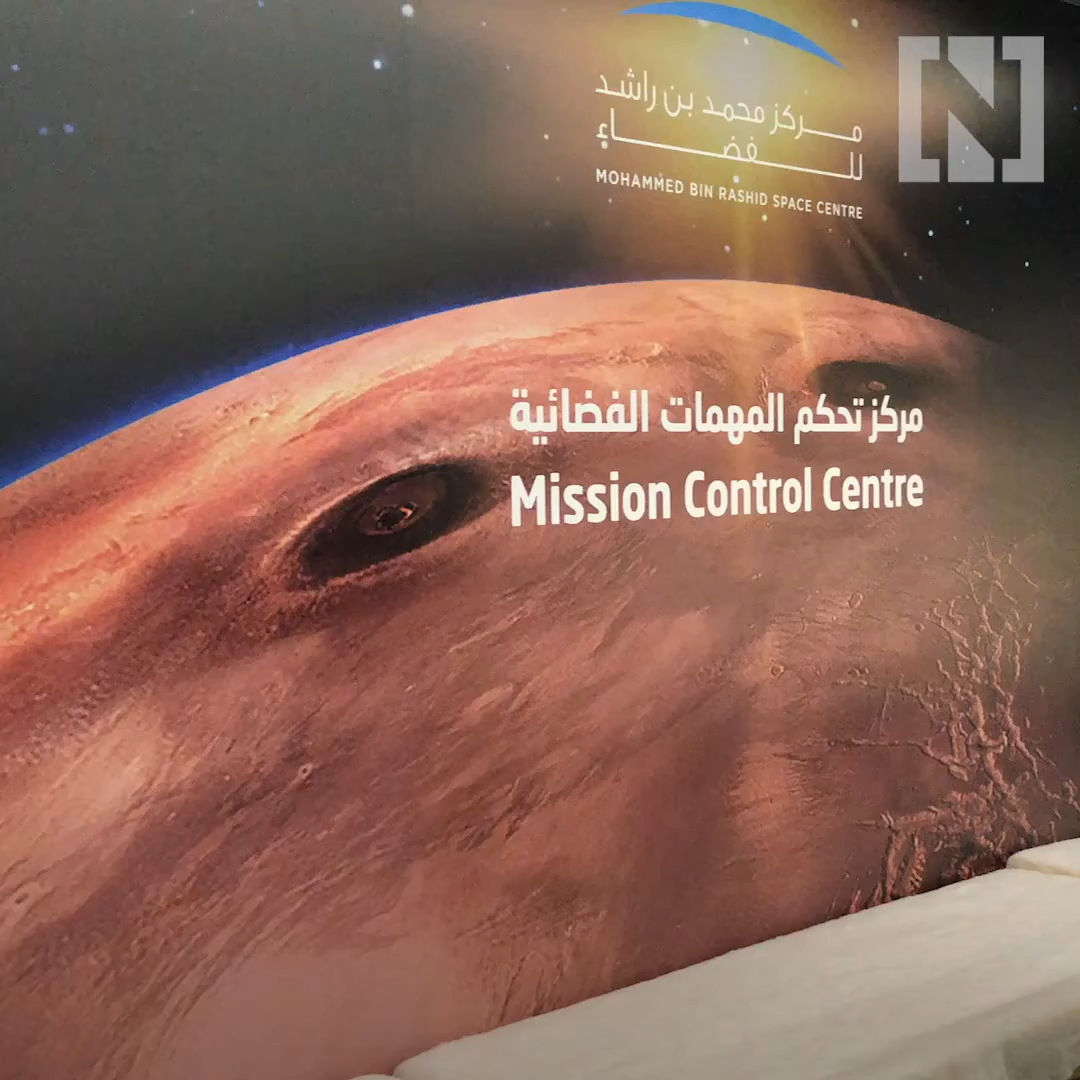 مركز محمد بن راشد
للفضاء
MOHAMMED BIN RASHID SPACE CENTRE
[N]
مركز تحكم المهمات الفضائية
Mission Control Centre